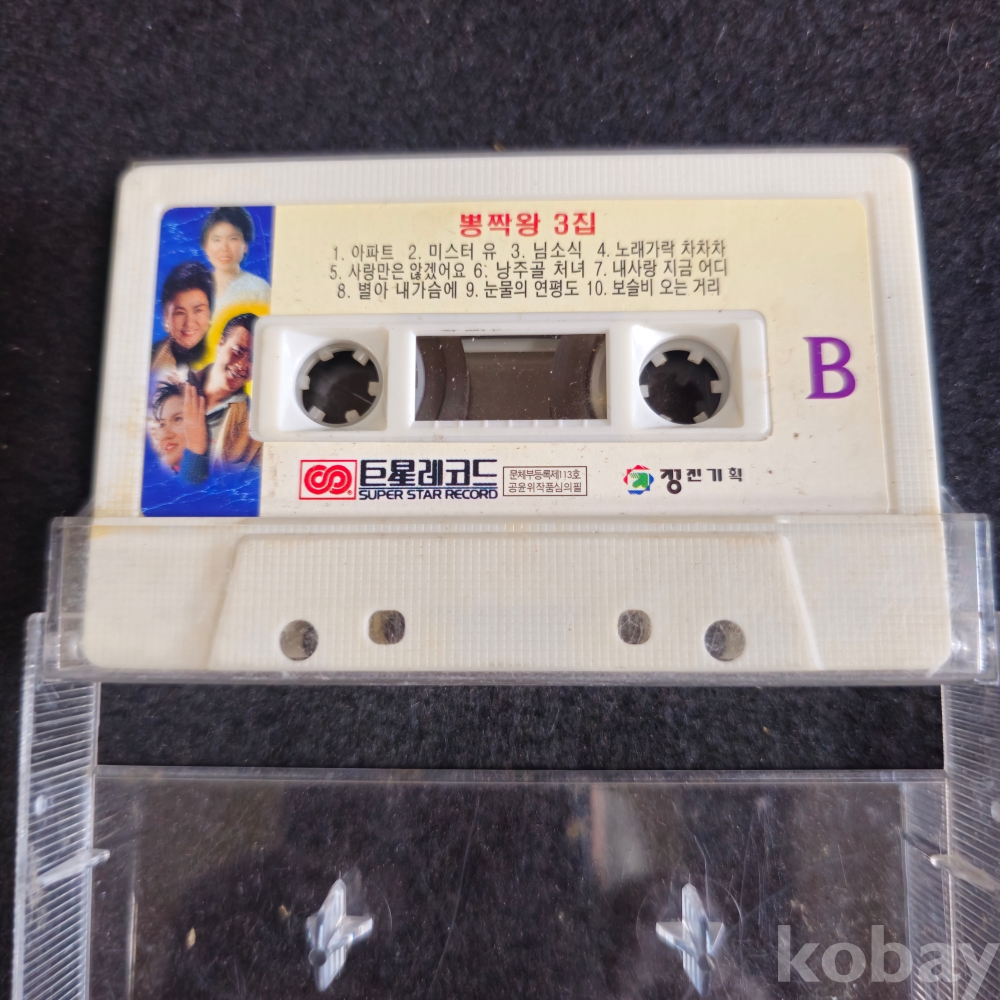 뽕짝왕 3집
1. 아파트 2. 미스터 유 3. 님소식 4. 노래가락 차차차
5. 사랑만은 않겠어요 6. 낭주골 처녀 7. 내사랑 지금 어디
8. 별아 내가슴에 9. 눈물의 연평도 10. 보슬비 오는 거리
B
巨星레코드
SUPER STAR RECORD
문체부등록제113호
공윤위작품심의필
정진기획
kobay